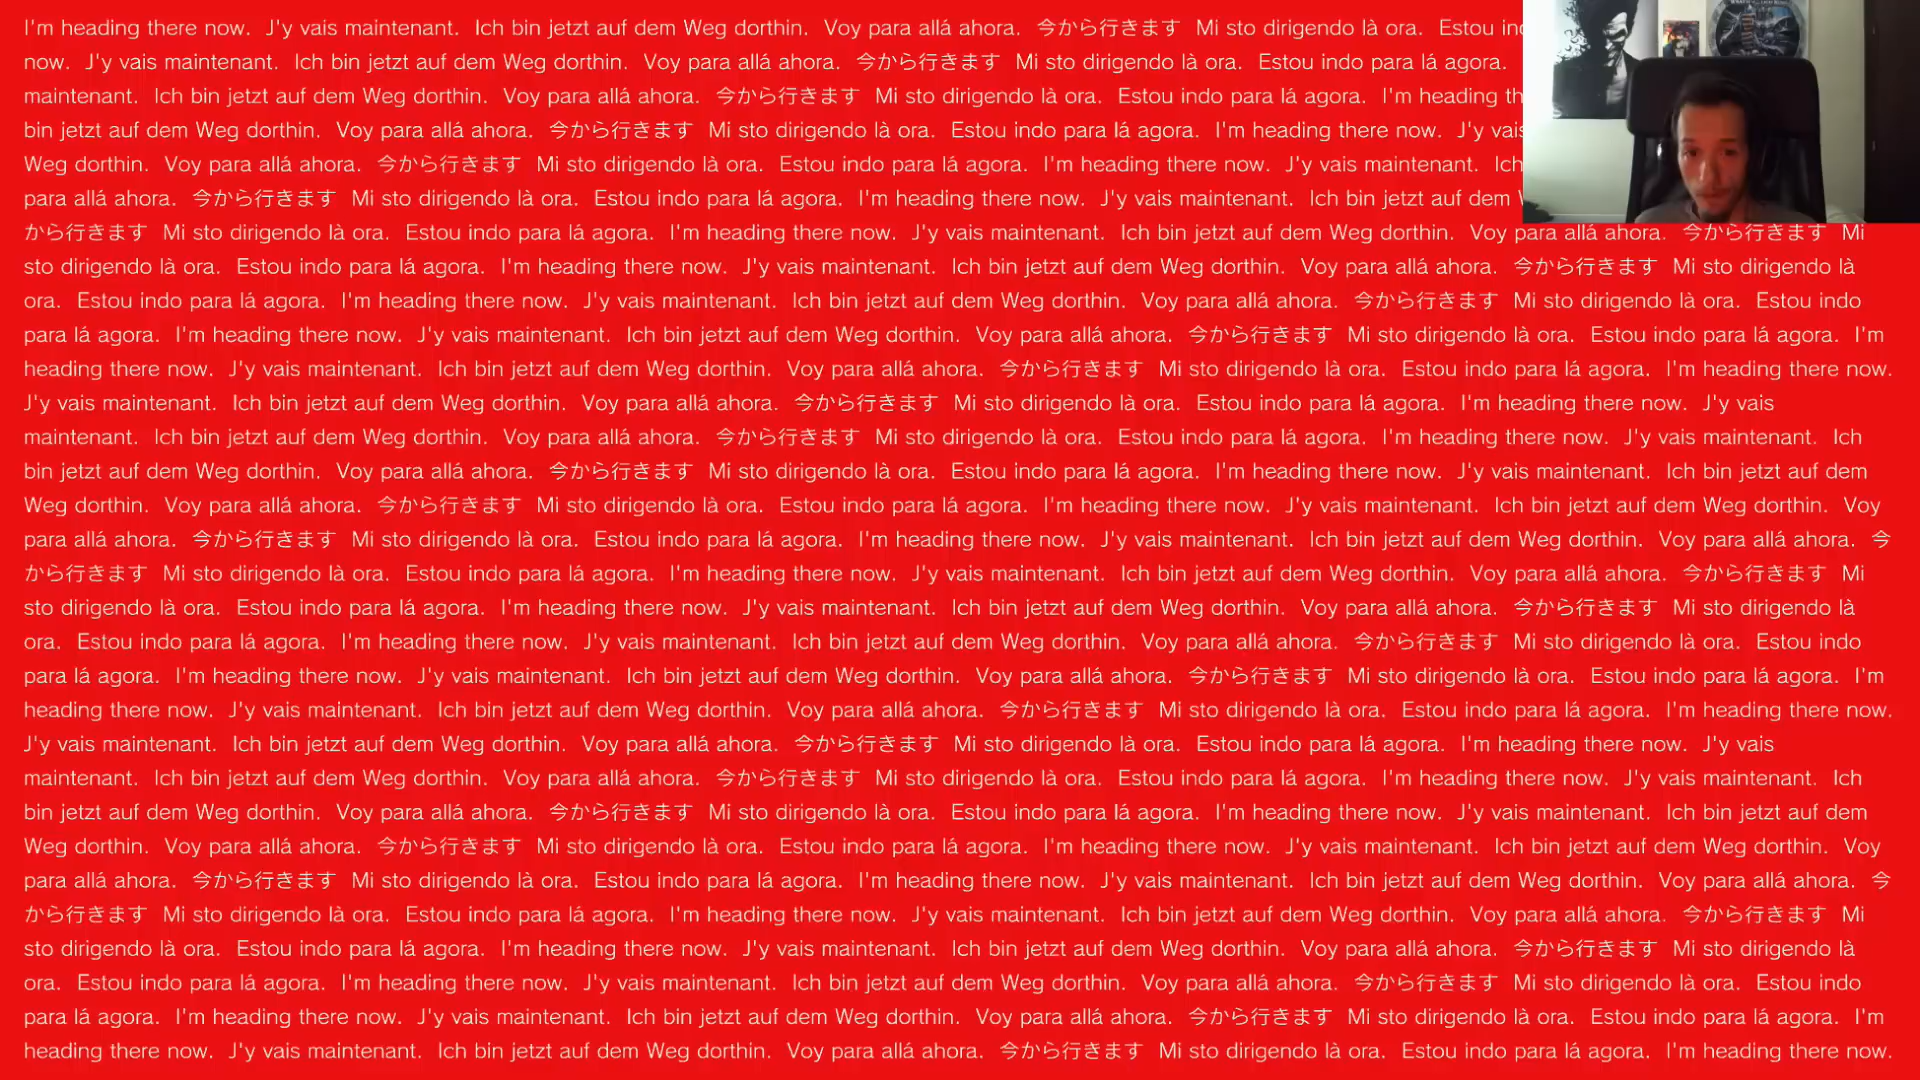 I'm heading there now. J'y vais maintenant. Ich bin jetzt auf dem Weg dorthin. Voy para allá ahora. 今から行きます Mi sto dirigendo là ora. Estou
now. J'y vais maintenant. Ich bin jetzt auf dem Weg dorthin. Voy para allá ahora. 今から行きます Mi sto dirigendo là ora. Estou indo para lá agora.
maintenant. Ich bin jetzt auf dem Weg dorthin. Voy para allá ahora. 今から行きます Mi sto dirigendo là ora. Estou indo para lá agora. I'm heading
bin jetzt auf dem Weg dorthin. Voy para allá ahora. 今から行きます Mi sto dirigendo là ora. Estou indo para lá agora. I'm heading there now. J'y vais
Weg dorthin. Voy para allá ahora. 今から行きます Mi sto dirigendo là ora. Estou indo para lá agora. I'm heading there now. J'y vais maintenant. Ich
para allá ahora. 今から行きます Mi sto dirigendo là ora. Estou indo para lá agora. I'm heading there now. J'y vais maintenant. Ich bin jetzt auf dem
から行きます Mi sto dirigendo là ora. Estou indo para lá agora. I'm heading there now. J'y vais maintenant. Ich bin jetzt auf dem Weg dorthin. Voy para allá ahora. 今から行きます Mi
sto dirigendo là ora. Estou indo para lá agora. I'm heading there now. J'y vais maintenant. Ich bin jetzt auf dem Weg dorthin. Voy para allá ahora. 今から行きます Mi sto dirigendo là
ora. Estou indo para lá agora. I'm heading there now. J'y vais maintenant. Ich bin jetzt auf dem Weg dorthin. Voy para allá ahora. 今から行きます Mi sto dirigendo là ora. Estou indo
para lá agora. I'm heading there now. J'y vais maintenant. Ich bin jetzt auf dem Weg dorthin. Voy para allá ahora. 今から行きます Mi sto dirigendo là ora. Estou indo para lá agora. I'm
heading there now. J'y vais maintenant. Ich bin jetzt auf dem Weg dorthin. Voy para allá ahora. 今から行きます Mi sto dirigendo là ora. Estou indo para lá agora. I'm heading there now.
J'y vais maintenant. Ich bin jetzt auf dem Weg dorthin. Voy para allá ahora. 今から行きます Mi sto dirigendo là ora. Estou indo para lá agora. I'm heading there now. J'y vais
maintenant. Ich bin jetzt auf dem Weg dorthin. Voy para allá ahora. 今から行きます Mi sto dirigendo là ora. Estou indo para lá agora. I'm heading there now. J'y vais maintenant. Ich
bin jetzt auf dem Weg dorthin. Voy para allá ahora. 今から行きます Mi sto dirigendo là ora. Estou indo para lá agora. I'm heading there now. J'y vais maintenant. Ich bin jetzt auf dem
Weg dorthin. Voy para allá ahora. 今から行きます Mi sto dirigendo là ora. Estou indo para lá agora. I'm heading there now. J'y vais maintenant. Ich bin jetzt auf dem Weg dorthin. Voy
para allá ahora. 今から行きます Mi sto dirigendo là ora. Estou indo para lá agora. I'm heading there now. J'y vais maintenant. Ich bin jetzt auf dem Weg dorthin. Voy para allá ahora. 今
から行きます Mi sto dirigendo là ora. Estou indo para lá agora. I'm heading there now. J'y vais maintenant. Ich bin jetzt auf dem Weg dorthin. Voy para allá ahora. 今から行きます Mi
sto dirigendo là ora. Estou indo para lá agora. I'm heading there now. J'y vais maintenant. Ich bin jetzt auf dem Weg dorthin. Voy para allá ahora. 今から行きます Mi sto dirigendo là
ora. Estou indo para lá agora. I'm heading there now. J'y vais maintenant. Ich bin jetzt auf dem Weg dorthin. Voy para allá ahora. 今から行きます Mi sto dirigendo là ora. Estou indo
para lá agora. I'm heading there now. J'y vais maintenant. Ich bin jetzt auf dem Weg dorthin. Voy para allá ahora. 今から行きます Mi sto dirigendo là ora. Estou indo para lá agora. I'm
heading there now. J'y vais maintenant. Ich bin jetzt auf dem Weg dorthin. Voy para allá ahora. 今から行きます Mi sto dirigendo là ora. Estou indo para lá agora. I'm heading there now.
J'y vais maintenant. Ich bin jetzt auf dem Weg dorthin. Voy para allá ahora. 今から行きます Mi sto dirigendo là ora. Estou indo para lá agora. I'm heading there now. J'y vais
maintenant. Ich bin jetzt auf dem Weg dorthin. Voy para allá ahora. 今から行きます Mi sto dirigendo là ora. Estou indo para lá agora. I'm heading there now. J'y vais maintenant. Ich
bin jetzt auf dem Weg dorthin. Voy para allá ahora. 今から行きます Mi sto dirigendo là ora. Estou indo para lá agora. I'm heading there now. J'y vais maintenant. Ich bin jetzt auf dem
Weg dorthin. Voy para allá ahora. 今から行きます Mi sto dirigendo là ora. Estou indo para lá agora. I'm heading there now. J'y vais maintenant. Ich bin jetzt auf dem Weg dorthin. Voy
para allá ahora. 今から行きます Mi sto dirigendo là ora. Estou indo para lá agora. I'm heading there now. J'y vais maintenant. Ich bin jetzt auf dem Weg dorthin. Voy para allá ahora. 今
から行きます Mi sto dirigendo là ora. Estou indo para lá agora. I'm heading there now. J'y vais maintenant. Ich bin jetzt auf dem Weg dorthin. Voy para allá ahora. 今から行きます Mi
sto dirigendo là ora. Estou indo para lá agora. I'm heading there now. J'y vais maintenant. Ich bin jetzt auf dem Weg dorthin. Voy para allá ahora. 今から行きます Mi sto dirigendo là
ora. Estou indo para lá agora. I'm heading there now. J'y vais maintenant. Ich bin jetzt auf dem Weg dorthin. Voy para allá ahora. 今から行きます Mi sto dirigendo là ora. Estou indo
para lá agora. I'm heading there now. J'y vais maintenant. Ich bin jetzt auf dem Weg dorthin. Voy para allá ahora. 今から行きます Mi sto dirigendo là ora. Estou indo para lá agora. I'm
heading there now. J'y vais maintenant. Ich bin jetzt auf dem Weg dorthin. Voy para allá ahora. 今から行きます Mi sto dirigendo là ora. Estou indo para lá agora. I'm heading there now.